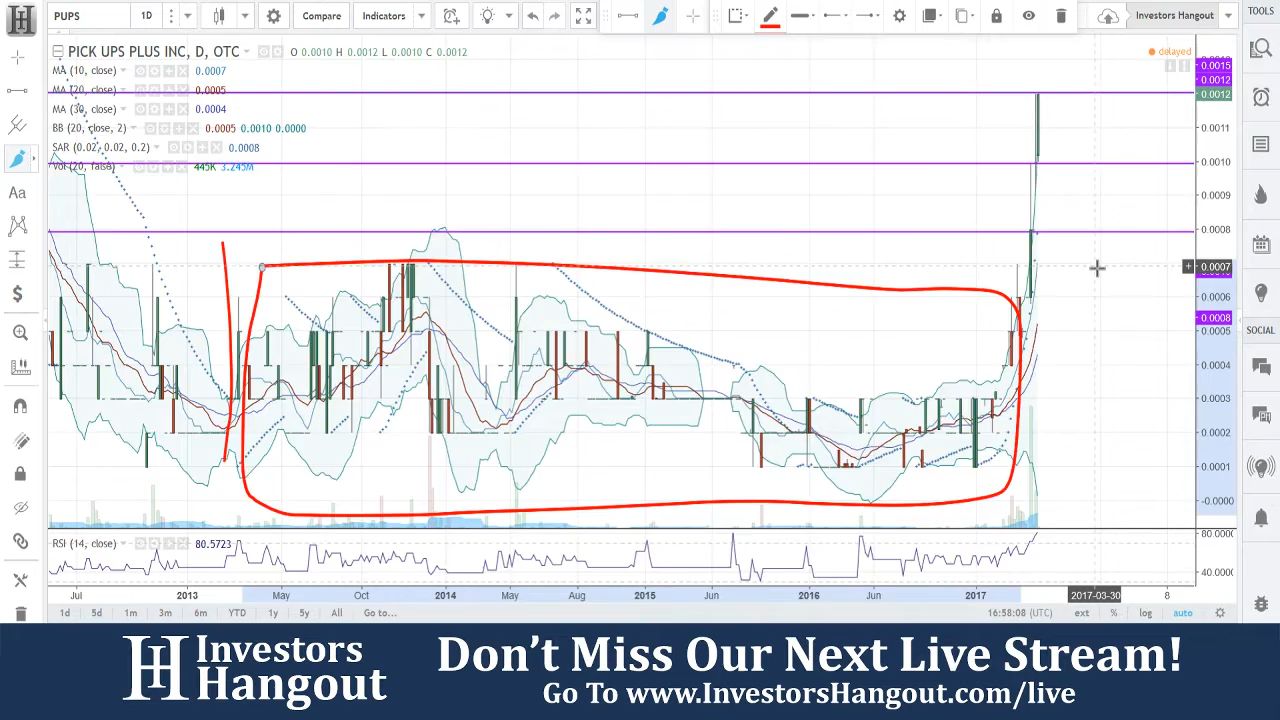 PUPS 1D Compare Indicators Investors Hangout TOOLS
PICK UPS PLUS INC, D, OTC O 0.0010 H 0.0012 L 0.0010 C 0.0012 delayed
MA (10, close) 0.0007
MA (20, close) 0.0005
MA (30, close) 0.0004
BB (20, close, 2) 0.0005 0.0010 0.0000
SAR (0.02, 0.02, 0.2) 0.0008
Vol (20, false) 445K 3.245M
0.0015
0.0012
0.0012
0.0011
0.0010
0.0008
0.0007
0.0006
0.0008
0.0005
0.0004
0.0003
0.0002
0.0001
-0.0000
Aa
SOCIAL
RSI (14, close) 80.5723
80.0000
40.0000
Jul 2013 May Oct 2014 May Aug 2015 Jun 2016 Jun 2017 2017-03-30 8
1d 5d 1m 3m 6m YTD 1y 5y All Go to... 16:58:08 (UTC) ext % log auto
Investors
Hangout
Don't Miss Our Next Live Stream!
Go To www.InvestorsHangout.com/live